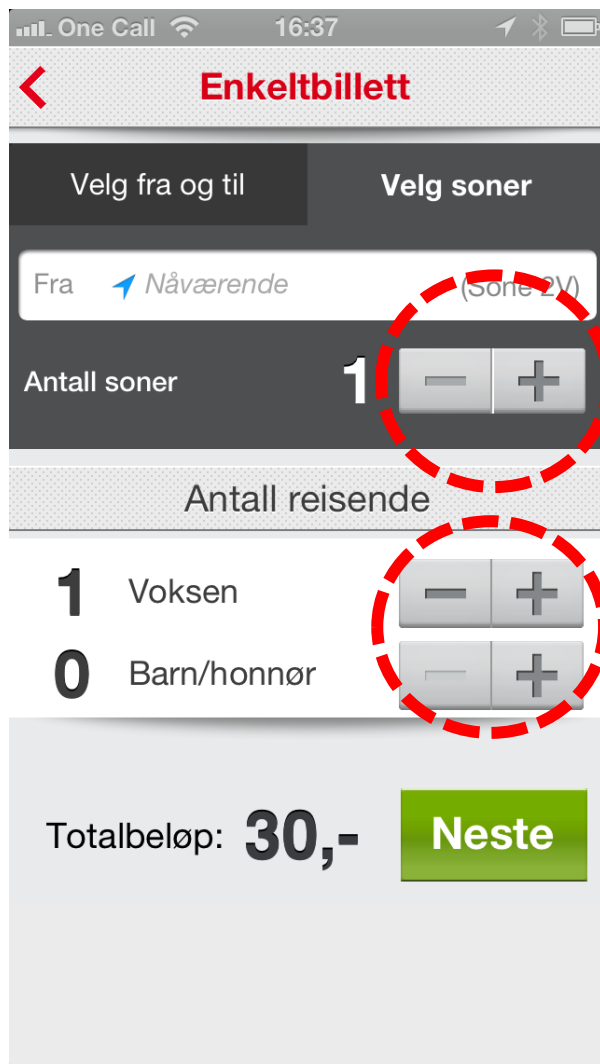 One Call 16:37
Enkeltbillett
Velg fra og til Velg soner
Fra Nåværende (Sone 2V)
Antall soner 1 − +
Antall reisende
1 Voksen − +
0 Barn/honnør − +
Totalbeløp: 30,- Neste